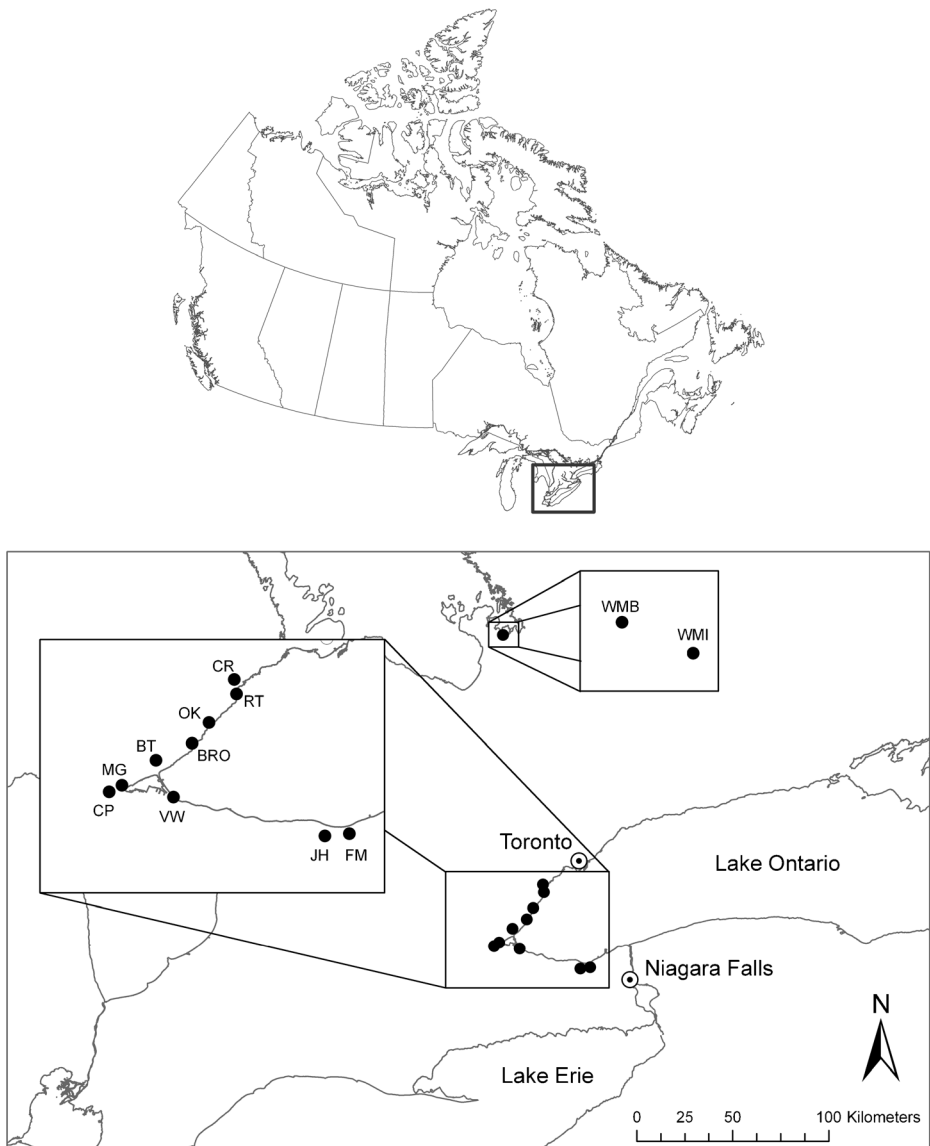 WMB
WMI
CR
RT
OK
BRO
BT
MG
CP
VW
JH
FM
Toronto
Lake Ontario
Niagara Falls
N
Lake Erie
0 25 50 100 Kilometers